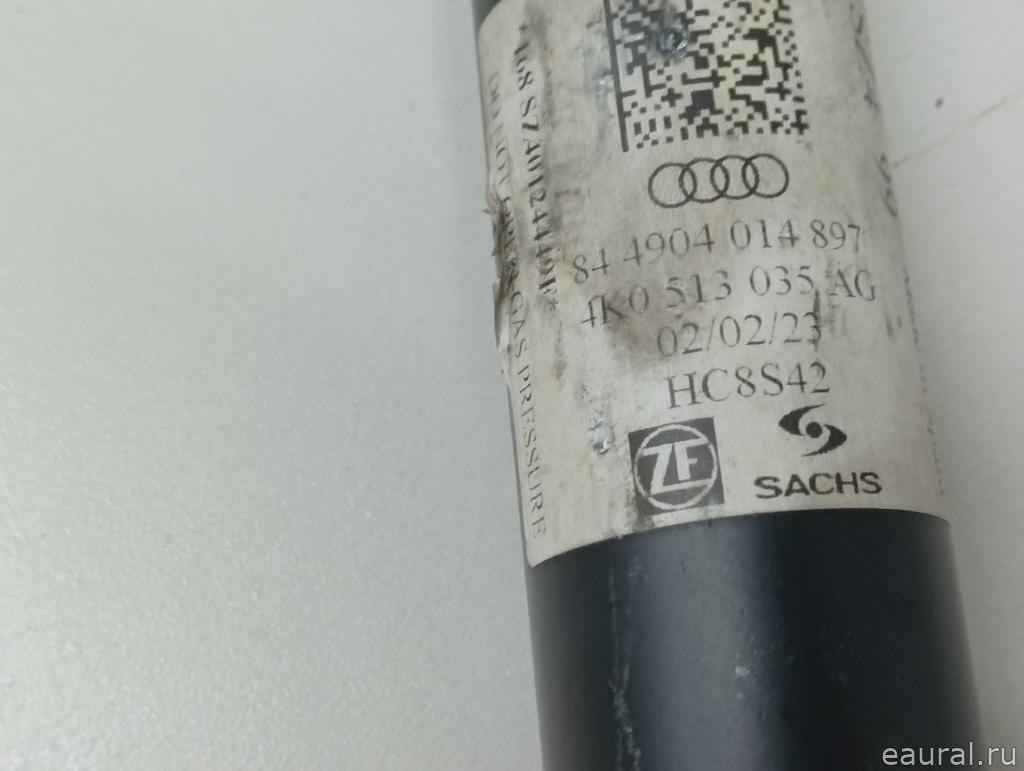 84 4904 014 897
4K0 513 035 AG
02/02/23
HC8S42
ZF
SACHS
GAS PRESSURE
eaural.ru